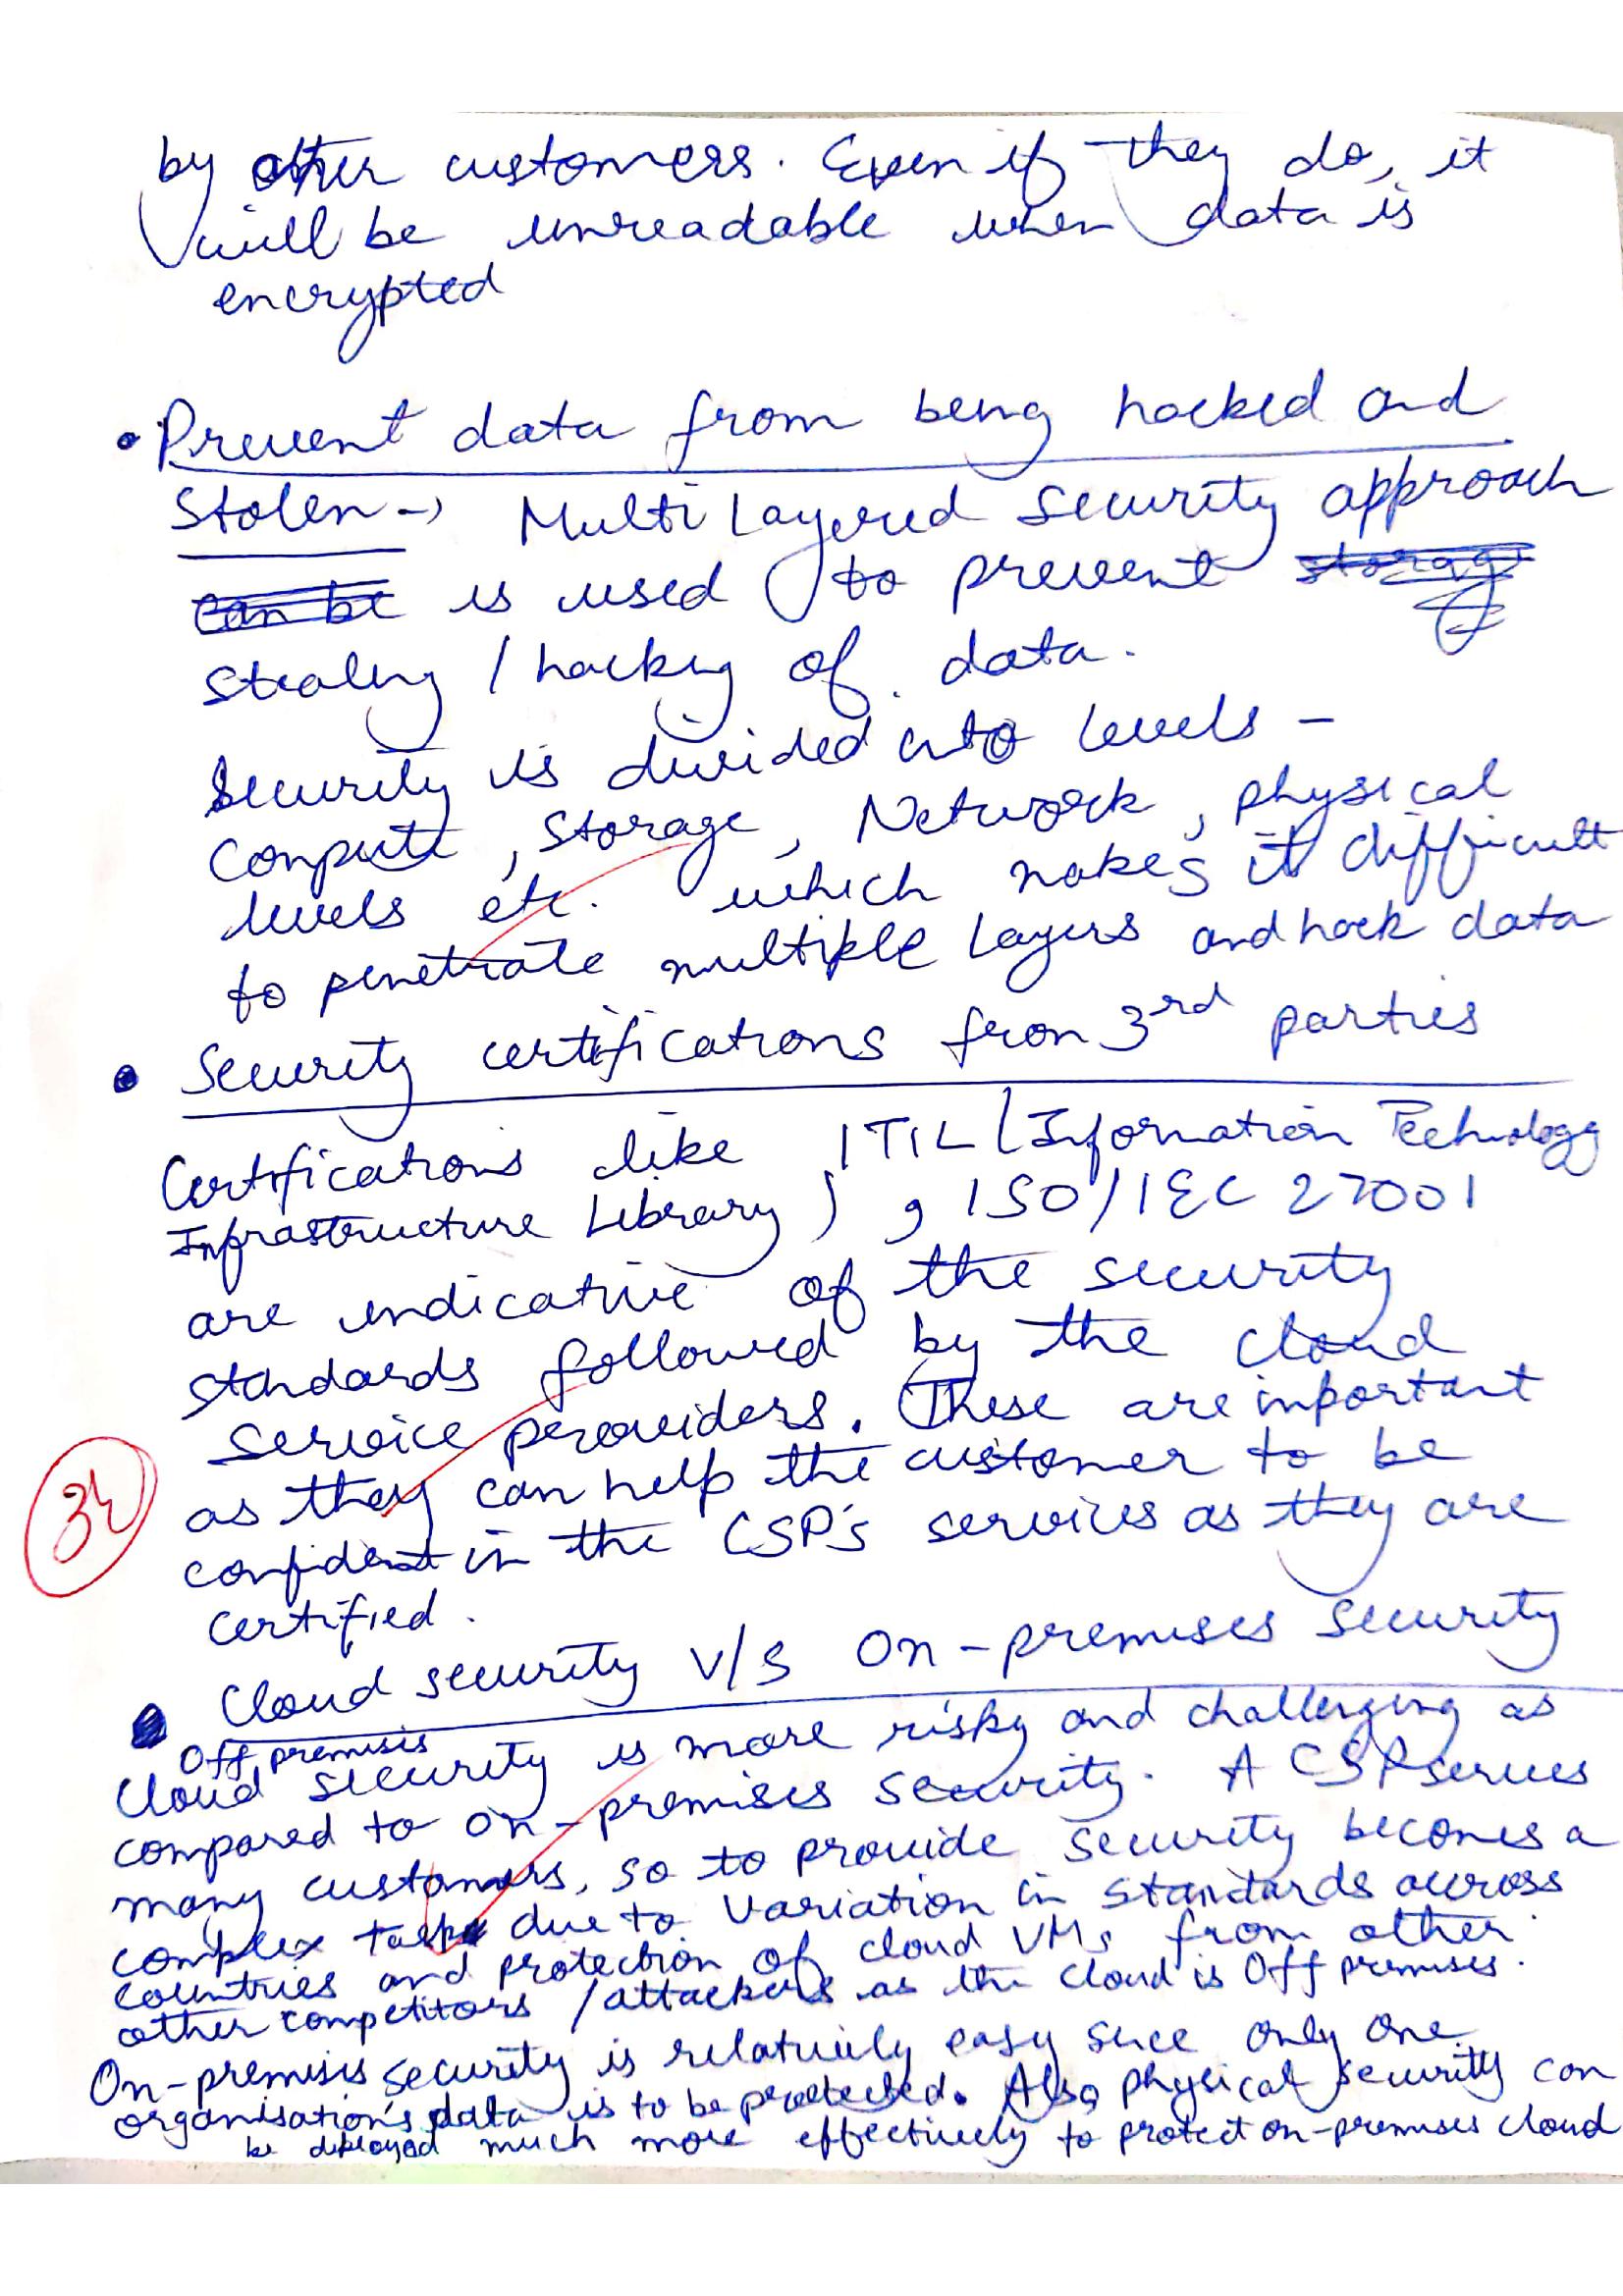 by other customers. Even if they do, it
will be unreadable when data is
encrypted
• Prevent data from being hacked and
Stolen → Multi Layered Security approach
can be is used to prevent storage
stealing / hacking of data.
Security is divided into levels –
Compute, Storage, Network, physical
levels etc. which makes it difficult
to penetrate multiple layers and hack data
• Security certifications from 3rd parties
Certifications like ITIL (Information Technology
Infrastructure Library), ISO/IEC 27001
are indicative of the security
standards followed by the cloud
service peroviders. These are important
as they can help the customer to be
confident in the CSP's services as they are
certified.
• Cloud security v/s On-premises security
Off premisis
Cloud security is more risky and challenging as
compared to on-premises security. A CSP serves
many customers, so to provide security becomes a
complex task due to variation in standards accross
countries and protection of cloud VMs from other
other competitors / attackers as the cloud is Off premises.
On-premisis security is relatively easy since only one
organisation's data is to be protected. Also physical security can
be deployed much more effectively to protect on-premises cloud